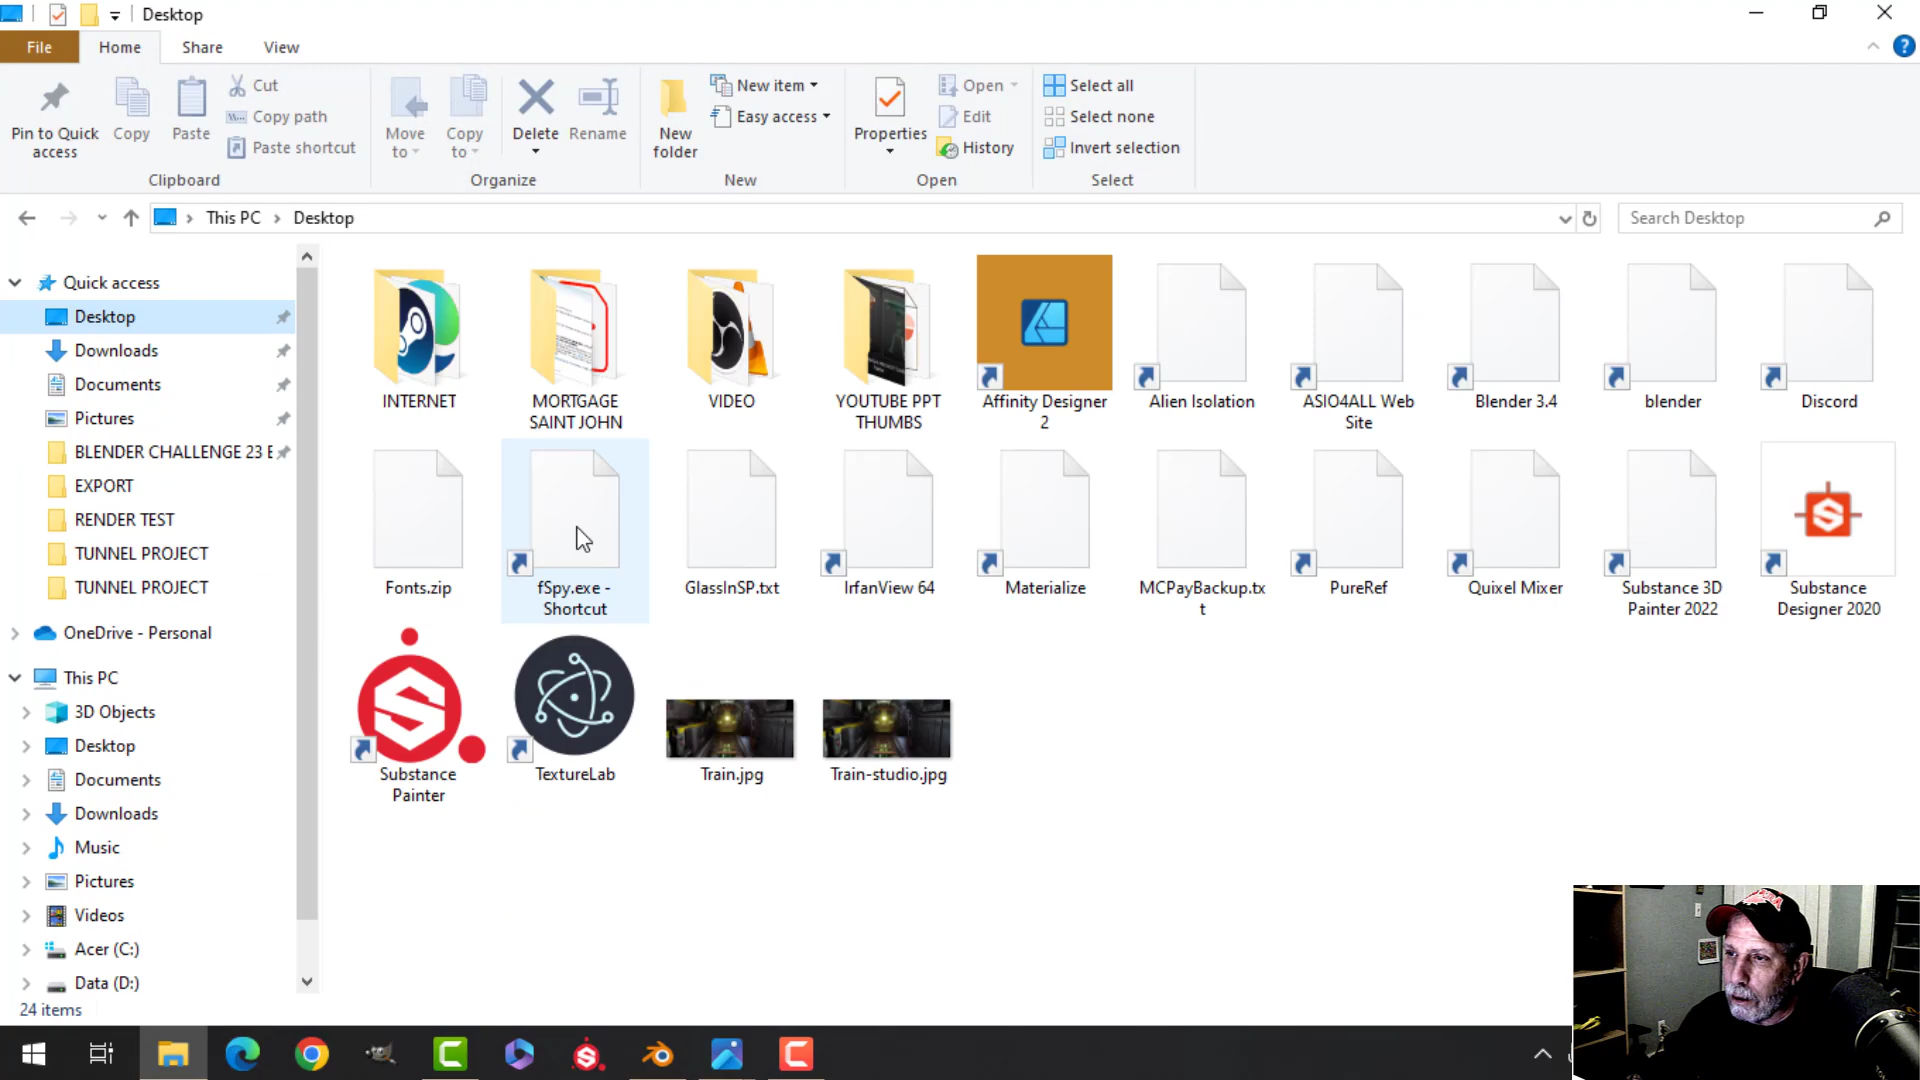 Desktop
File Home Share View
Pin to Quick access
Copy
Paste
Cut
Copy path
Paste shortcut
Move to
Copy to
Delete
Rename
New folder
New item
Easy access
Properties
Open
Edit
History
Select all
Select none
Invert selection
Clipboard Organize New Open Select
This PC Desktop
Search Desktop
Quick access
Desktop
Downloads
Documents
Pictures
BLENDER CHALLENGE 23 E
EXPORT
RENDER TEST
TUNNEL PROJECT
TUNNEL PROJECT
OneDrive - Personal
This PC
3D Objects
Desktop
Documents
Downloads
Music
Pictures
Videos
Acer (C:)
Data (D:)
INTERNET
MORTGAGE SAINT JOHN
VIDEO
YOUTUBE PPT THUMBS
Affinity Designer 2
Alien Isolation
ASIO4ALL Web Site
Blender 3.4
blender
Discord
Fonts.zip
fSpy.exe - Shortcut
GlassInSP.txt
IrfanView 64
Materialize
MCPayBackup.txt
PureRef
Quixel Mixer
Substance 3D Painter 2022
Substance Designer 2020
Substance Painter
TextureLab
Train.jpg
Train-studio.jpg
24 items